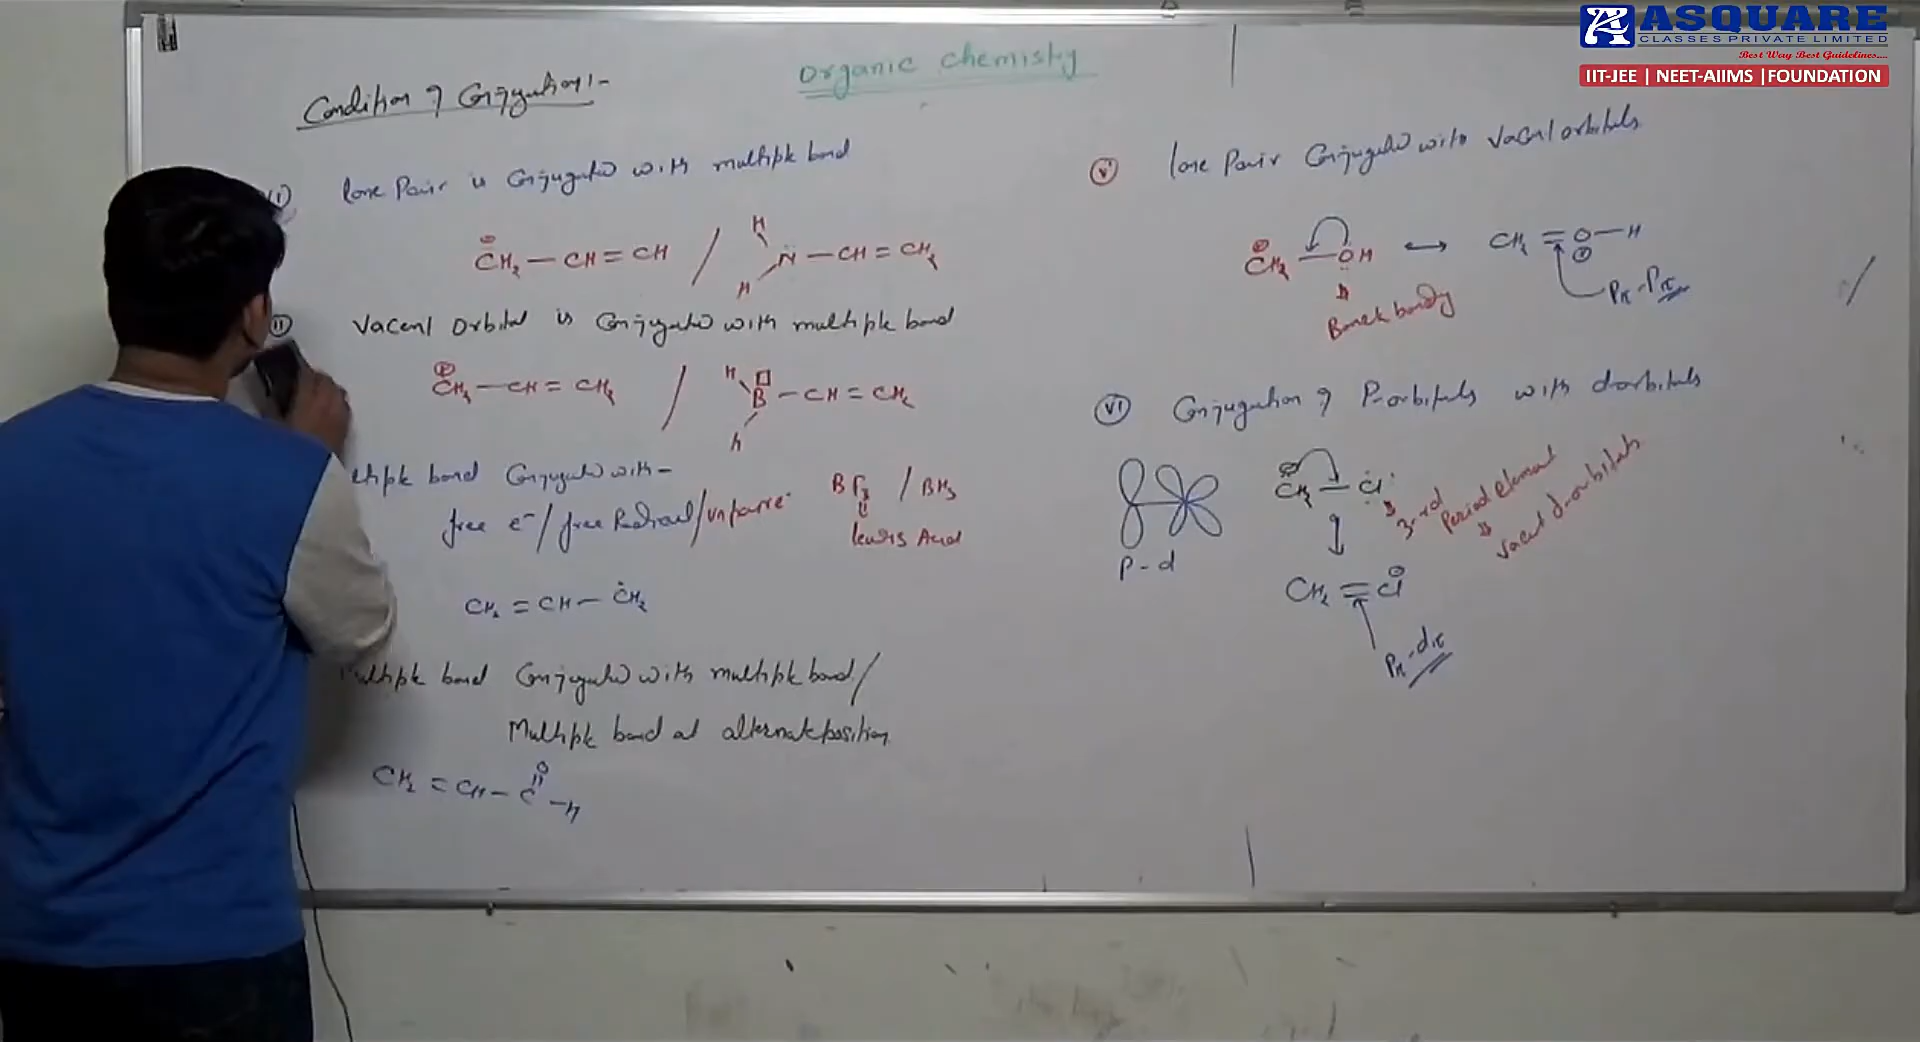 ASQUARE
CLASSES PRIVATE LIMITED
Best Way Best Guidelines....
IIT-JEE | NEET-AIIMS | FOUNDATION
Organic Chemistry
Condition of Conjugation :-
(I) lone Pair is Conjugated with multiple bond
⊖CH₂ — CH = CH / H H N̈ — CH = CH₂
(II) Vacant Orbital is Conjugated with multiple bond
⊕CH₂ — CH = CH₂ / H h B — CH = CH₂
tiple bond Conjugated with –
free e⁻ / free Radical / unpaire
BF₃ / BH₃
lewis Acid
CH₂ = CH — ĊH₂
Multiple bond Conjugated with multiple bond /
Multiple bond at alternate position
CH₂ = CH – C – H
O
(V) lone Pair Conjugated with Vacant orbitals
⊕CH₂ — OH ↔ CH₂ = O — H
⊕
Back bonding
Pπ - Pπ
(VI) Conjugation of P-orbitals with d-orbitals
CH₂ — Cl
3rd Period element
Vacant d-orbitals
P - d
CH₂ = Cl⊖
Pπ - dπ